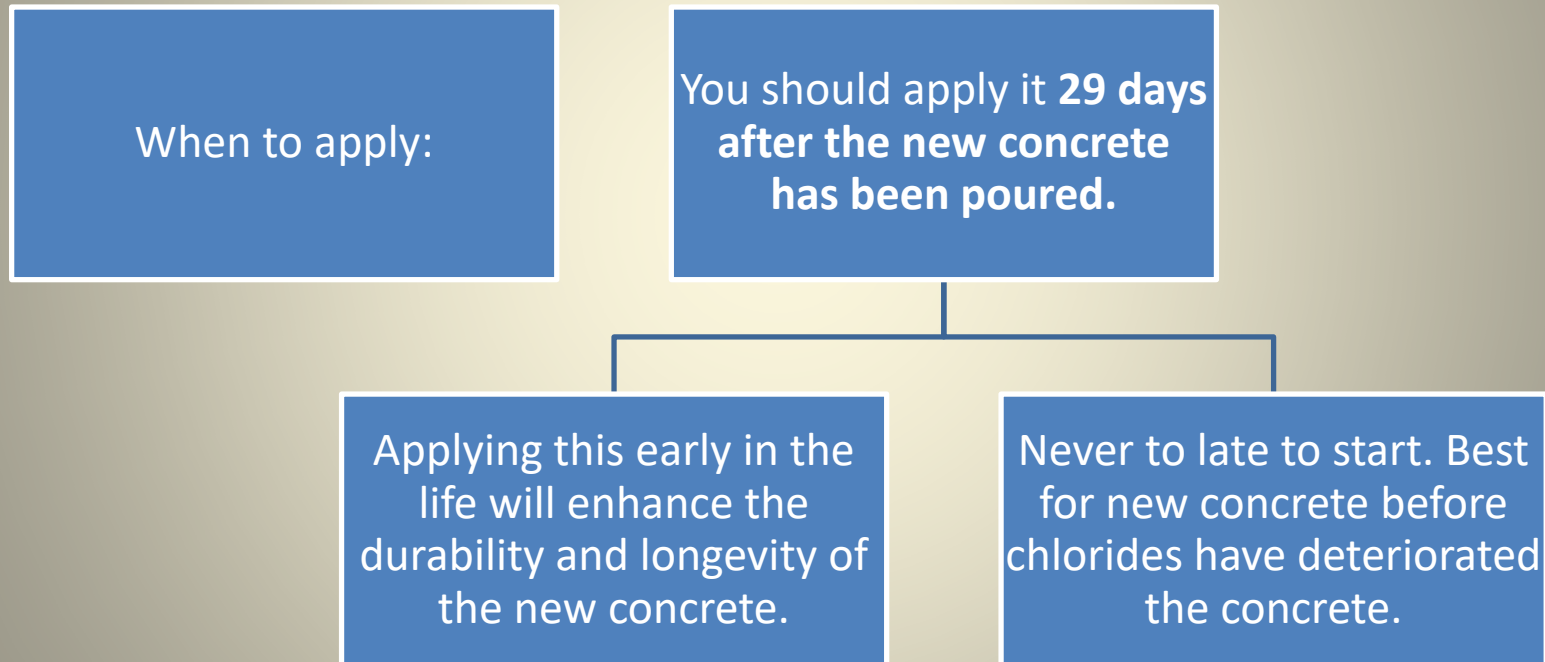 When to apply:
You should apply it 29 days
after the new concrete
has been poured.
Applying this early in the
life will enhance the
durability and longevity of
the new concrete.
Never to late to start. Best
for new concrete before
chlorides have deteriorated
the concrete.